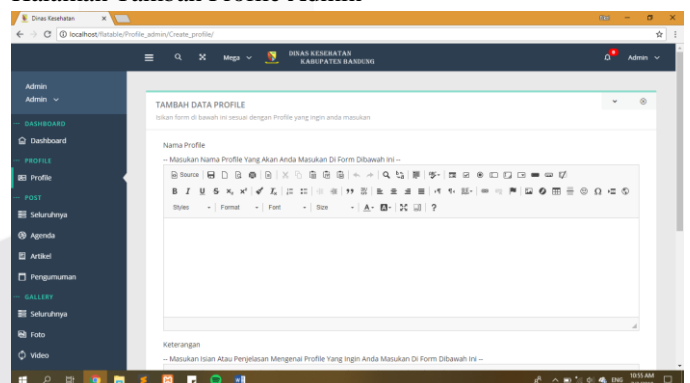 Halaman Tambah Profile Admin
Dinas Kesehatan
localhost/flatable/Profile_admin/Create_profile/
Mega
DINAS KESEHATAN
KABUPATEN BANDUNG
Admin
Admin
Admin
DASHBOARD
Dashboard
PROFILE
Profile
POST
Seluruhnya
Agenda
Artikel
Pengumuman
GALLERY
Seluruhnya
Foto
Video
TAMBAH DATA PROFILE
Isikan form di bawah ini sesuai dengan Profile yang ingin anda masukan
Nama Profile
-- Masukan Nama Profile Yang Akan Anda Masukan Di Form Dibawah Ini --
Source
Styles Format Font Size
Keterangan
-- Masukan Isian Atau Penjelasan Mengenai Profile Yang Ingin Anda Masukan Di Form Dibawah Ini --
ENG
10:55 AM